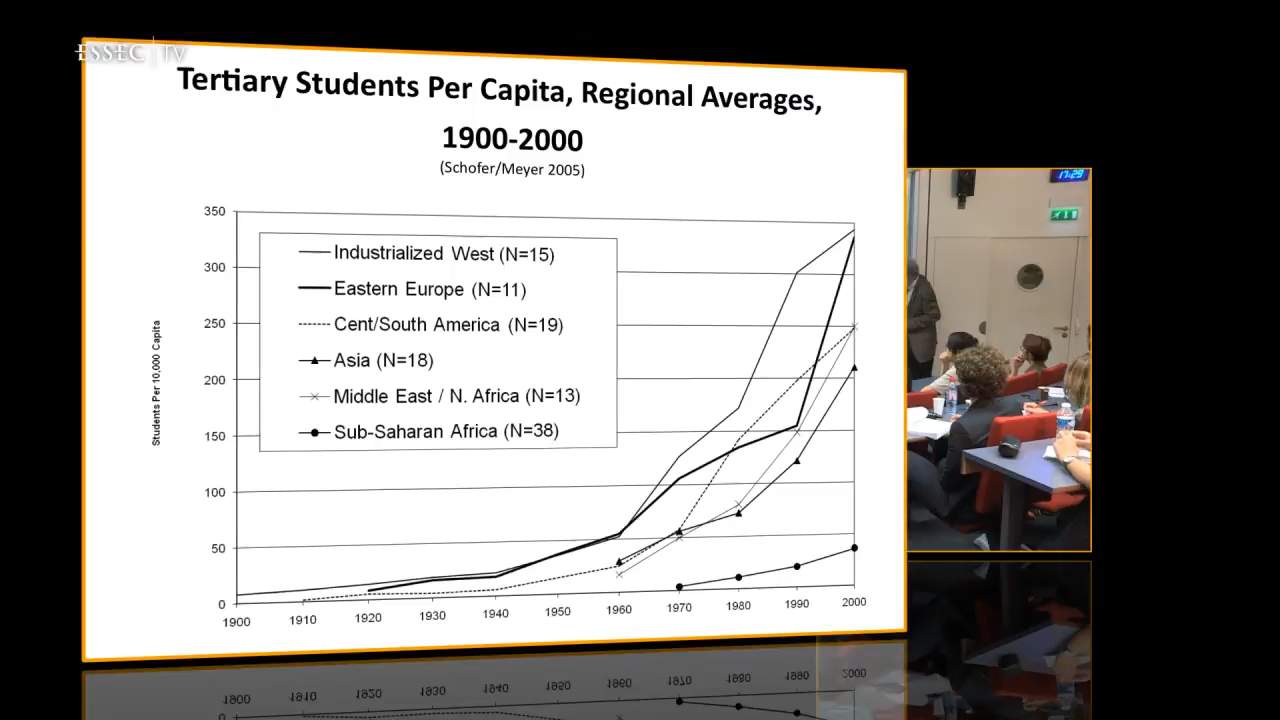 ESSEC | TV
Tertiary Students Per Capita, Regional Averages,
1900-2000
(Schofer/Meyer 2005)
Students Per 10,000 Capita
350
300
250
200
150
100
50
0
Industrialized West (N=15)
Eastern Europe (N=11)
Cent/South America (N=19)
Asia (N=18)
Middle East / N. Africa (N=13)
Sub-Saharan Africa (N=38)
1900 1910 1920 1930 1940 1950 1960 1970 1980 1990 2000
17:29